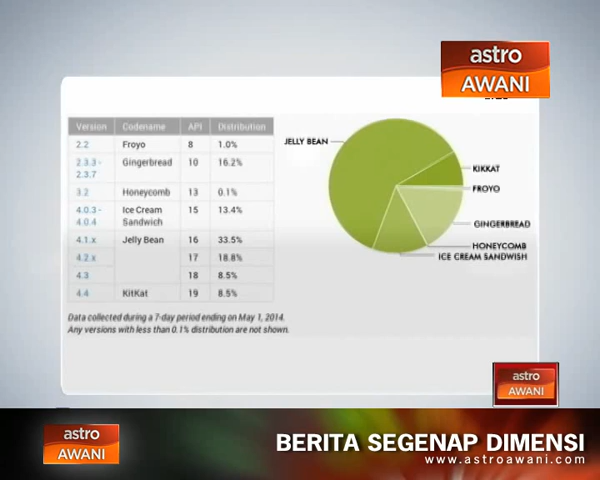 astro
AWANI
Version Codename API Distribution
2.2 Froyo 8 1.0%
2.3.3 - Gingerbread 10 16.2%
2.3.7
3.2 Honeycomb 13 0.1%
4.0.3 - Ice Cream 15 13.4%
4.0.4 Sandwich
4.1.x Jelly Bean 16 33.5%
4.2.x 17 18.8%
4.3 18 8.5%
4.4 KitKat 19 8.5%
JELLY BEAN
KIKKAT
FROYO
GINGERBREAD
HONEYCOMB
ICE CREAM SANDWISH
Data collected during a 7-day period ending on May 1, 2014.
Any versions with less than 0.1% distribution are not shown.
astro
AWANI
astro
AWANI
BERITA SEGENAP DIMENSI
www.astroawani.com